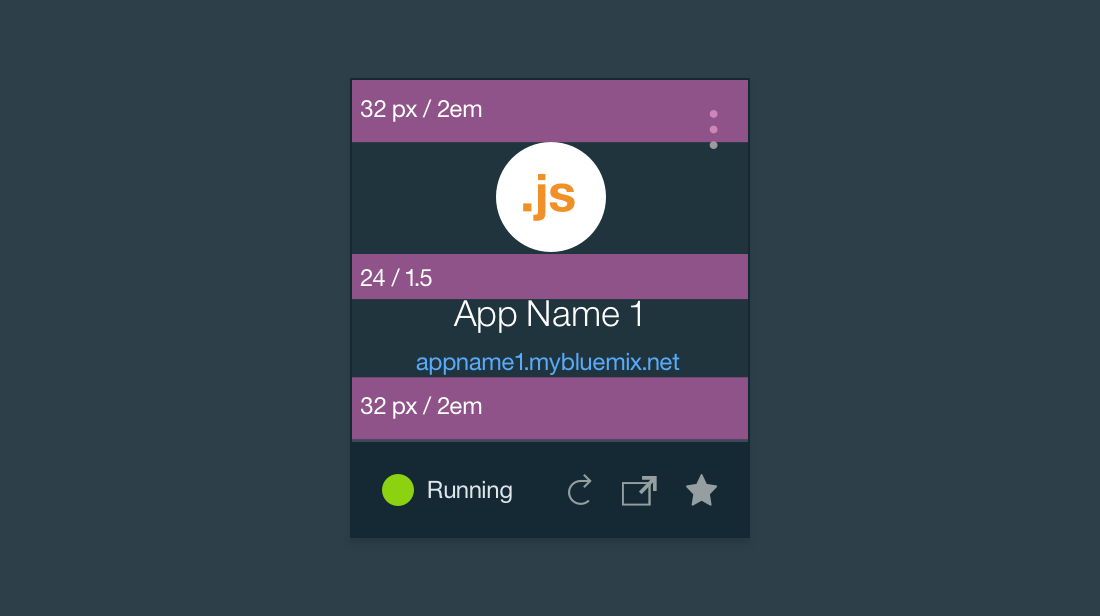 32 px / 2em
.js
24 / 1.5
App Name 1
appname1.mybluemix.net
32 px / 2em
Running